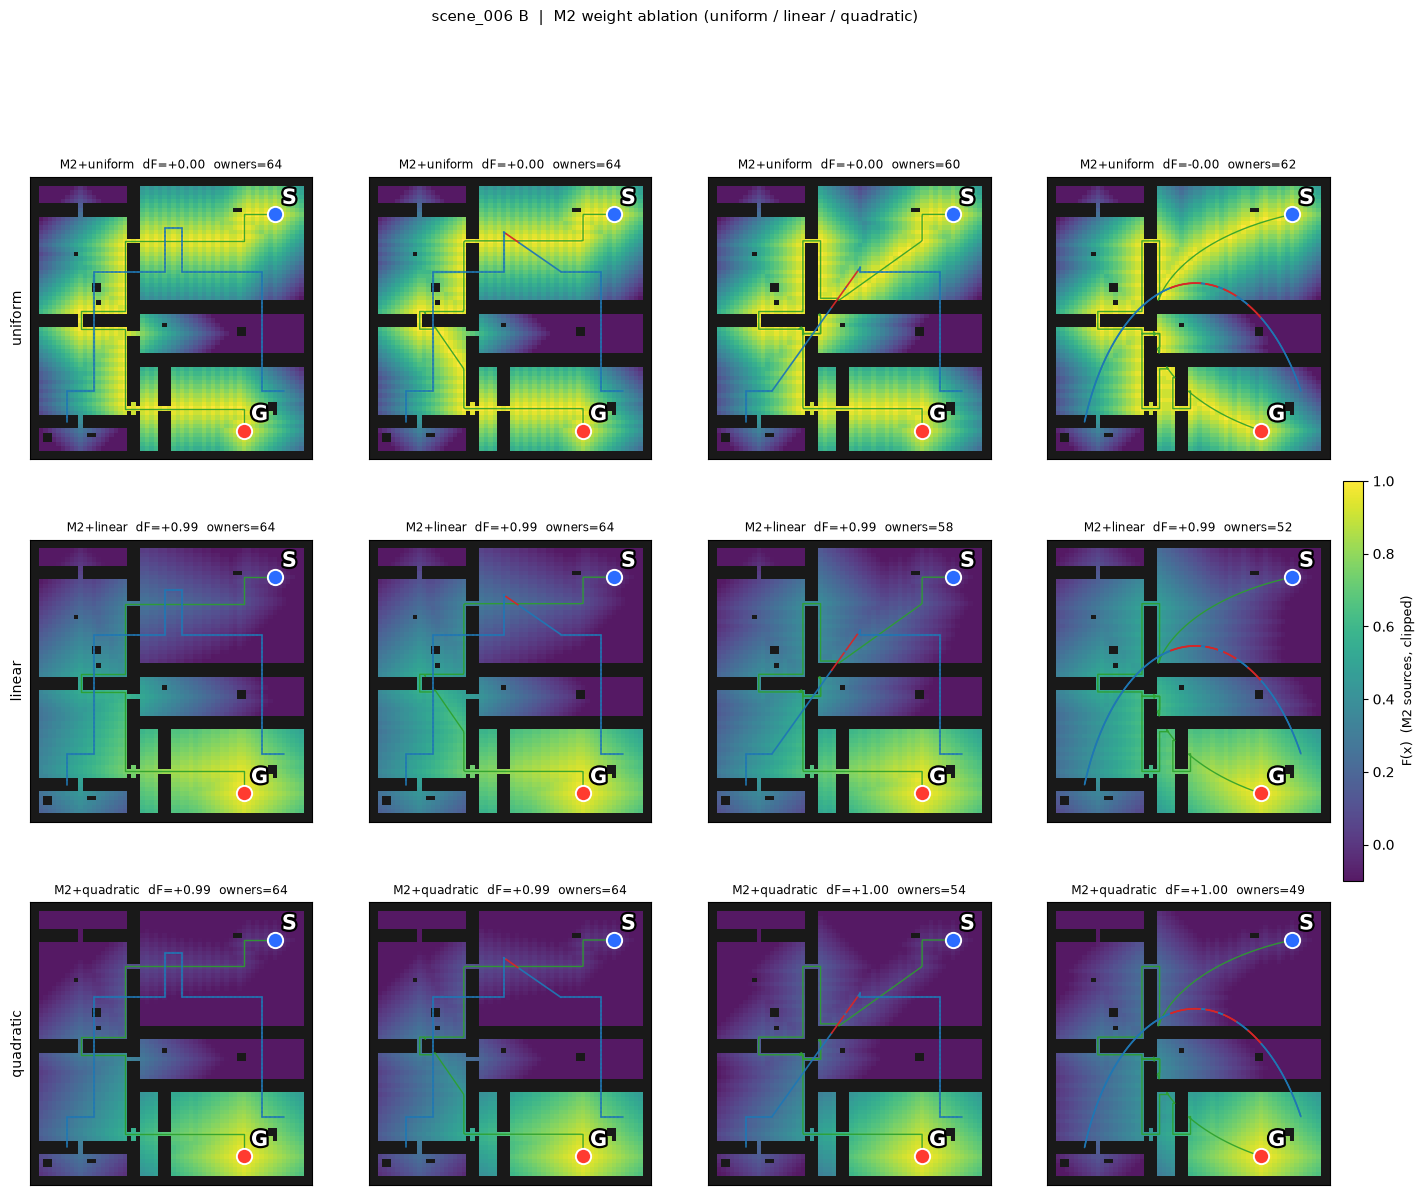 scene_006 B | M2 weight ablation (uniform / linear / quadratic)
M2+uniform dF=+0.00 owners=64
M2+uniform dF=+0.00 owners=64
M2+uniform dF=+0.00 owners=60
M2+uniform dF=-0.00 owners=62
uniform
S
G
S
G
S
G
S
G
M2+linear dF=+0.99 owners=64
M2+linear dF=+0.99 owners=64
M2+linear dF=+0.99 owners=58
M2+linear dF=+0.99 owners=52
linear
S
G
S
G
S
G
S
G
M2+quadratic dF=+0.99 owners=64
M2+quadratic dF=+0.99 owners=64
M2+quadratic dF=+1.00 owners=54
M2+quadratic dF=+1.00 owners=49
quadratic
S
G
S
G
S
G
S
G
1.0
0.8
0.6
0.4
0.2
0.0
F(x) (M2 sources, clipped)